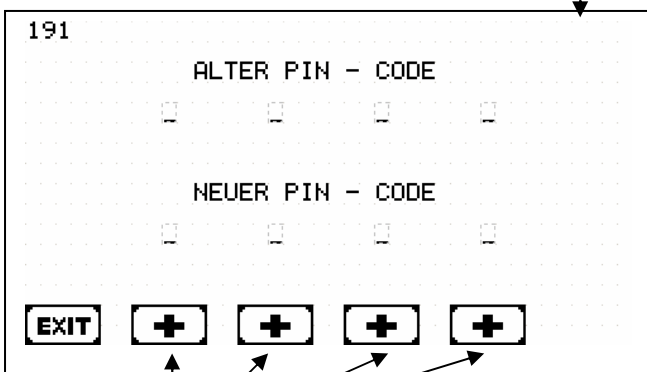 191
ALTER PIN - CODE
_ _ _ _
NEUER PIN - CODE
_ _ _ _
EXIT + + + +